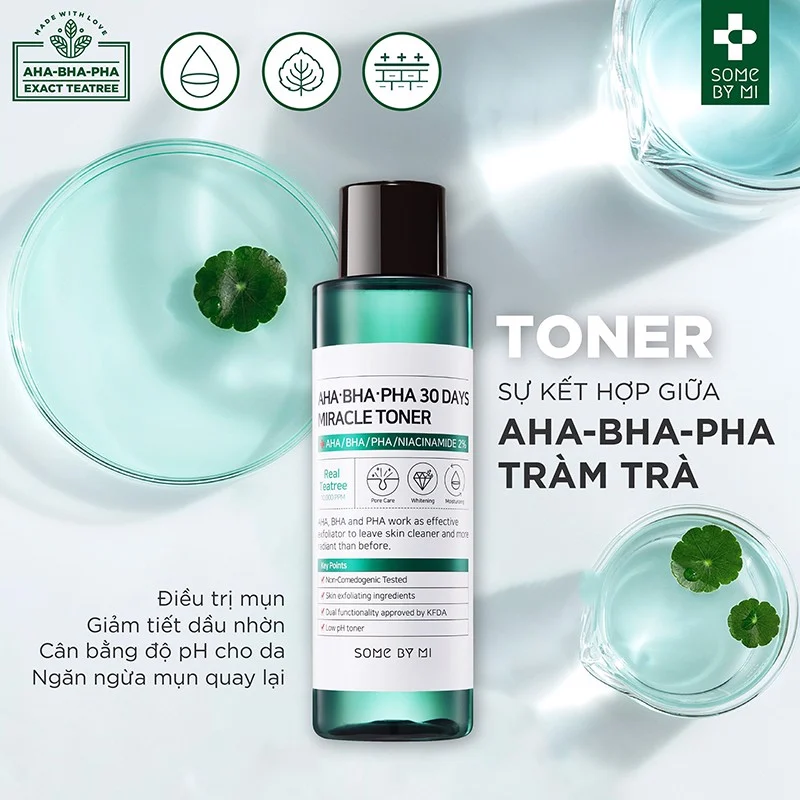 MADE WITH LOVE
AHA-BHA-PHA
EXACT TEATREE
SOME
BY MI
TONER
SỰ KẾT HỢP GIỮA
AHA-BHA-PHA
TRÀM TRÀ
AHA·BHA·PHA 30 DAYS
MIRACLE TONER
AHA/BHA/PHA/NIACINAMIDE 2%
Real
Teatree
10,000 PPM
Pore Care
Whitening
Moisturizing
AHA, BHA and PHA work as effective
exfoliator to leave skin cleaner and more
radiant than before.
Key Points
Non-Comedogenic Tested
Skin exfoliating ingredients
Dual functionality approved by KFDA
Low pH toner
SOME BY MI
Điều trị mụn
Giảm tiết dầu nhờn
Cân bằng độ pH cho da
Ngăn ngừa mụn quay lại